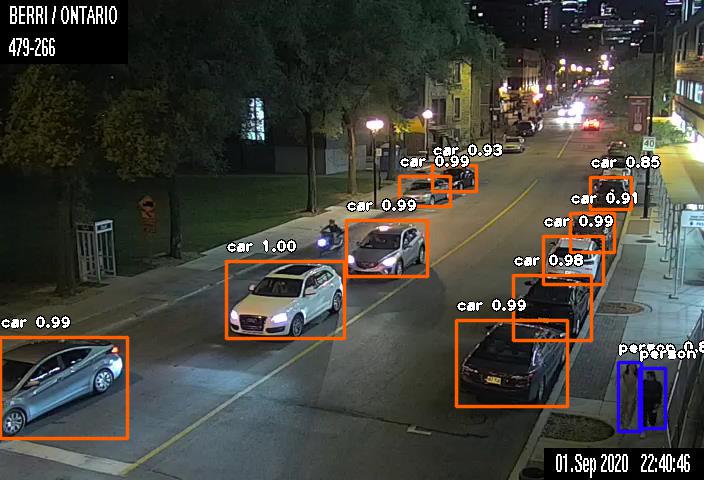 BERRI / ONTARIO
479-266
car 0.93
car 0.99
car 0.85
car 0.91
car 0.99
car 0.99
car 1.00
car 0.98
car 0.99
car 0.99
person 0.8
person
40
01.Sep 2020 22:40:46